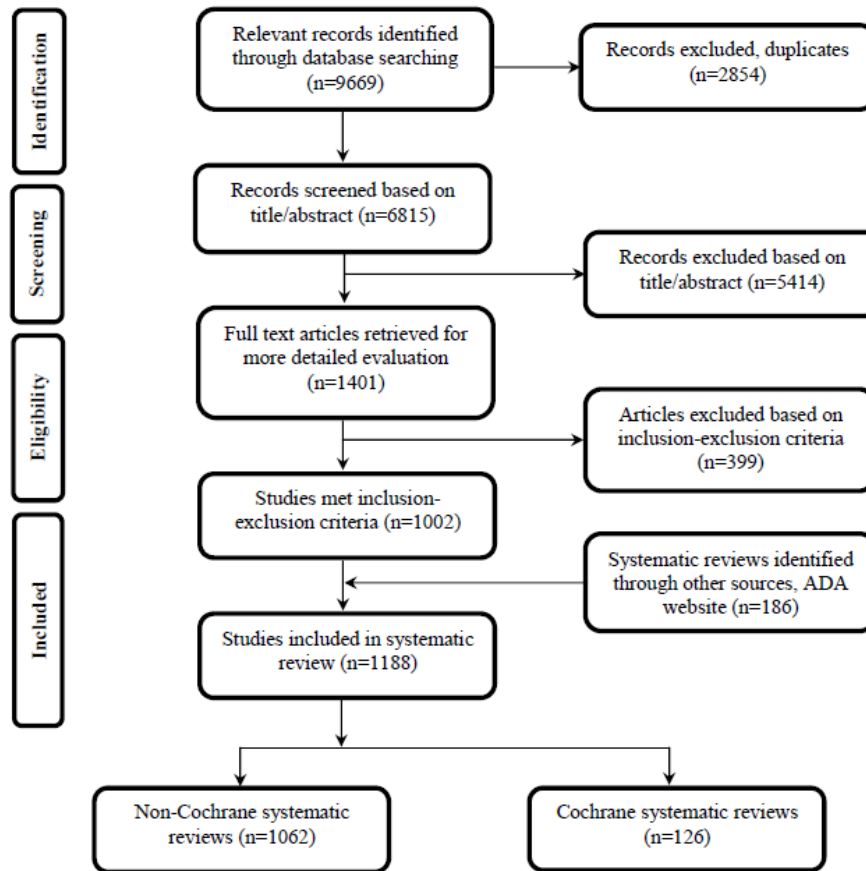 Identification
Relevant records identified
through database searching
(n=9669)
Records excluded, duplicates
(n=2854)
Screening
Records screened based on
title/abstract (n=6815)
Records excluded based on
title/abstract (n=5414)
Eligibility
Full text articles retrieved for
more detailed evaluation
(n=1401)
Articles excluded based on
inclusion-exclusion criteria
(n=399)
Studies met inclusion-
exclusion criteria (n=1002)
Included
Systematic reviews identified
through other sources, ADA
website (n=186)
Studies included in systematic
review (n=1188)
Non-Cochrane systematic
reviews (n=1062)
Cochrane systematic reviews
(n=126)